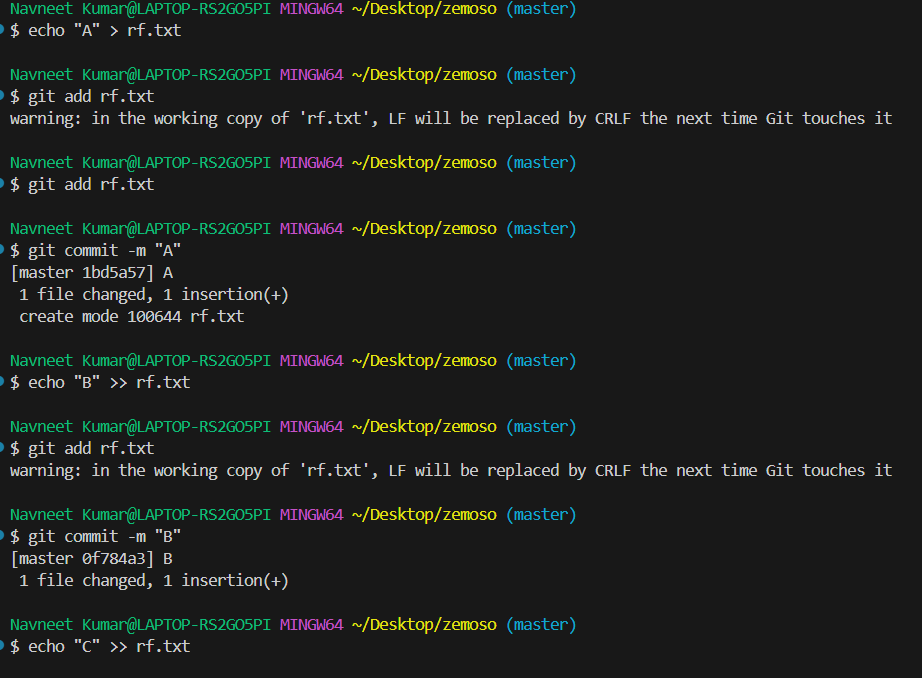 Navneet Kumar@LAPTOP-RS2GO5PI MINGW64 ~/Desktop/zemoso (master)
$ echo "A" > rf.txt
Navneet Kumar@LAPTOP-RS2GO5PI MINGW64 ~/Desktop/zemoso (master)
$ git add rf.txt
warning: in the working copy of 'rf.txt', LF will be replaced by CRLF the next time Git touches it
Navneet Kumar@LAPTOP-RS2GO5PI MINGW64 ~/Desktop/zemoso (master)
$ git add rf.txt
Navneet Kumar@LAPTOP-RS2GO5PI MINGW64 ~/Desktop/zemoso (master)
$ git commit -m "A"
[master 1bd5a57] A
1 file changed, 1 insertion(+)
create mode 100644 rf.txt
Navneet Kumar@LAPTOP-RS2GO5PI MINGW64 ~/Desktop/zemoso (master)
$ echo "B" >> rf.txt
Navneet Kumar@LAPTOP-RS2GO5PI MINGW64 ~/Desktop/zemoso (master)
$ git add rf.txt
warning: in the working copy of 'rf.txt', LF will be replaced by CRLF the next time Git touches it
Navneet Kumar@LAPTOP-RS2GO5PI MINGW64 ~/Desktop/zemoso (master)
$ git commit -m "B"
[master 0f784a3] B
1 file changed, 1 insertion(+)
Navneet Kumar@LAPTOP-RS2GO5PI MINGW64 ~/Desktop/zemoso (master)
$ echo "C" >> rf.txt